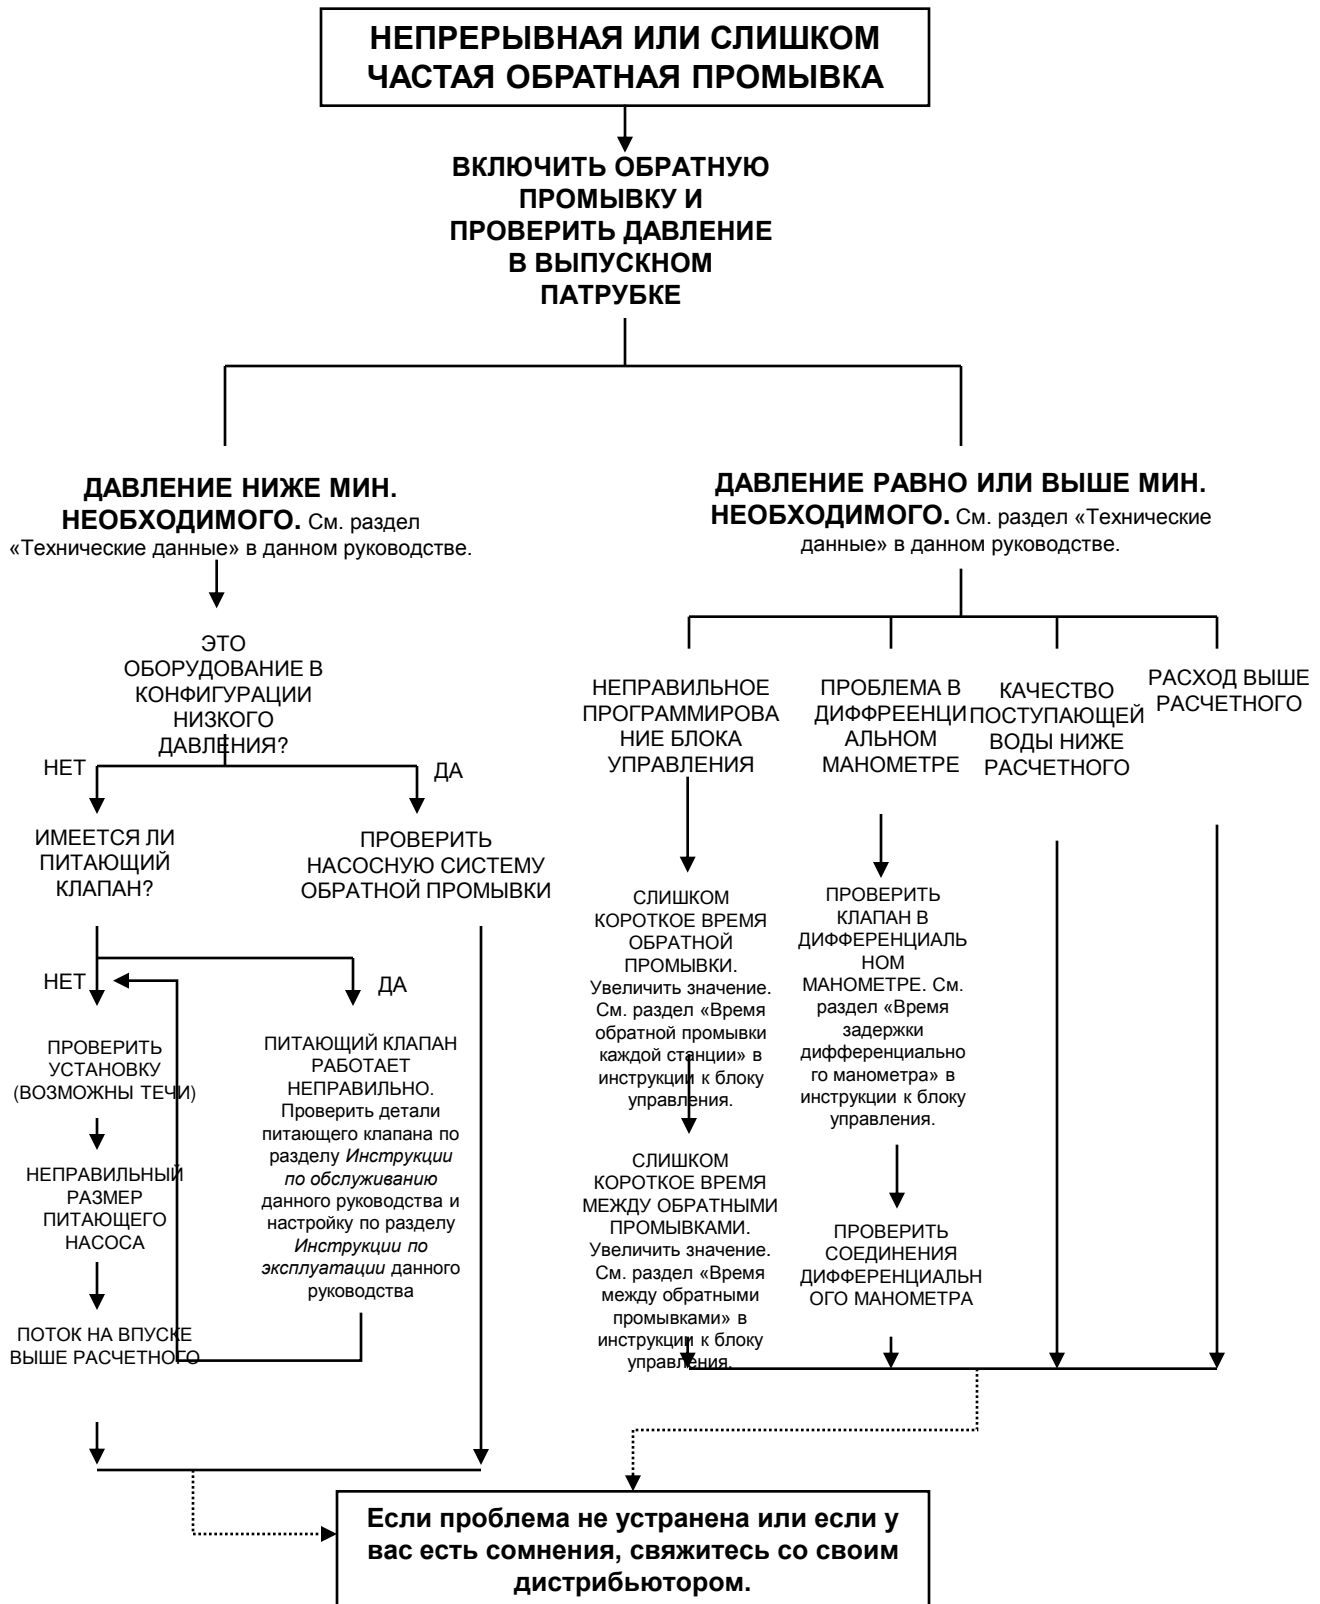 НЕПРЕРЫВНАЯ ИЛИ СЛИШКОМ
ЧАСТАЯ ОБРАТНАЯ ПРОМЫВКА
ВКЛЮЧИТЬ ОБРАТНУЮ
ПРОМЫВКУ И
ПРОВЕРИТЬ ДАВЛЕНИЕ
В ВЫПУСКНОМ
ПАТРУБКЕ
ДАВЛЕНИЕ НИЖЕ МИН.
НЕОБХОДИМОГО. См. раздел
«Технические данные» в данном руководстве.
ДАВЛЕНИЕ РАВНО ИЛИ ВЫШЕ МИН.
НЕОБХОДИМОГО. См. раздел «Технические
данные» в данном руководстве.
ЭТО
ОБОРУДОВАНИЕ В
КОНФИГУРАЦИИ
НИЗКОГО
ДАВЛЕНИЯ?
НЕТ
ДА
ИМЕЕТСЯ ЛИ
ПИТАЮЩИЙ
КЛАПАН?
ПРОВЕРИТЬ
НАСОСНУЮ СИСТЕМУ
ОБРАТНОЙ ПРОМЫВКИ
НЕТ
ДА
ПРОВЕРИТЬ
УСТАНОВКУ
(ВОЗМОЖНЫ ТЕЧИ)
НЕПРАВИЛЬНЫЙ
РАЗМЕР
ПИТАЮЩЕГО
НАСОСА
ПОТОК НА ВПУСКЕ
ВЫШЕ РАСЧЕТНОГО
ПИТАЮЩИЙ КЛАПАН
РАБОТАЕТ
НЕПРАВИЛЬНО.
Проверить детали
питающего клапана по
разделу Инструкции
по обслуживанию
данного руководства и
настройку по разделу
Инструкции по
эксплуатации данного
руководства
НЕПРАВИЛЬНОЕ
ПРОГРАММИРОВА
НИЕ БЛОКА
УПРАВЛЕНИЯ
СЛИШКОМ
КОРОТКОЕ ВРЕМЯ
ОБРАТНОЙ
ПРОМЫВКИ.
Увеличить значение.
См. раздел «Время
обратной промывки
каждой станции» в
инструкции к блоку
управления.
СЛИШКОМ
КОРОТКОЕ ВРЕМЯ
МЕЖДУ ОБРАТНЫМИ
ПРОМЫВКАМИ.
Увеличить значение.
См. раздел «Время
между обратными
промывками» в
инструкции к блоку
управления.
ПРОБЛЕМА В
ДИФФРЕЕНЦИ
АЛЬНОМ
МАНОМЕТРЕ
ПРОВЕРИТЬ
КЛАПАН В
ДИФФЕРЕНЦИАЛЬ
НОМ
МАНОМЕТРЕ. См.
раздел «Время
задержки
дифференциально
го манометра» в
инструкции к блоку
управления.
ПРОВЕРИТЬ
СОЕДИНЕНИЯ
ДИФФЕРЕНЦИАЛЬН
ОГО МАНОМЕТРА
КАЧЕСТВО
ПОСТУПАЮЩЕЙ
ВОДЫ НИЖЕ
РАСЧЕТНОГО
РАСХОД ВЫШЕ
РАСЧЕТНОГО
Если проблема не устранена или если у
вас есть сомнения, свяжитесь со своим
дистрибьютором.